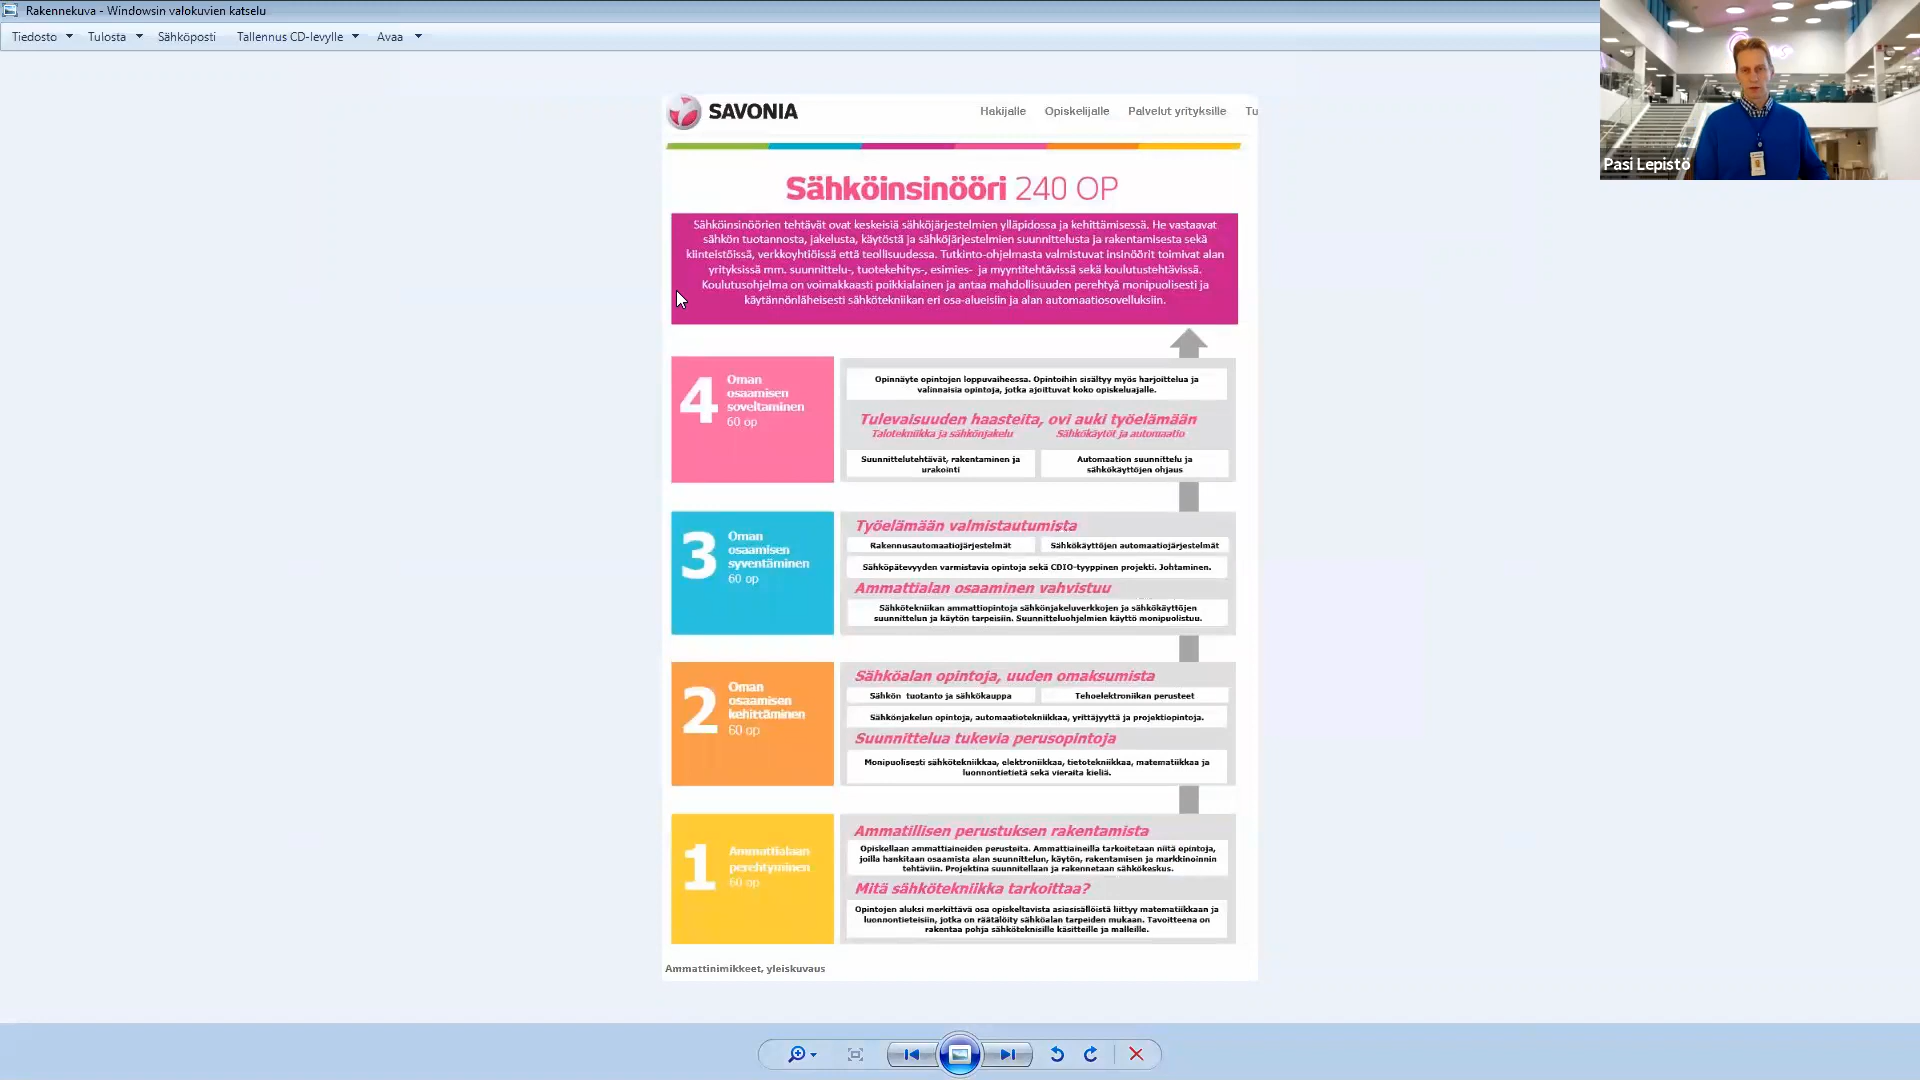 Rakennekuva - Windowsin valokuvien katselu
Tiedosto Tulosta Sähköposti Tallennus CD-levylle Avaa
Pasi Lepistö
SAVONIA
Hakijalle Opiskelijalle Palvelut yrityksille Tu
Sähköinsinööri 240 OP
Sähköinsinöörien tehtävät ovat keskeisiä sähköjärjestelmien ylläpidossa ja kehittämisessä. He vastaavat
sähkön tuotannosta, jakelusta, käytöstä ja sähköjärjestelmien suunnittelusta ja rakentamisesta sekä
kiinteistöissä, verkkoyhtiöissä että teollisuudessa. Tutkinto-ohjelmasta valmistuvat insinöörit toimivat alan
yrityksissä mm. suunnittelu-, tuotekehitys-, esimies- ja myyntitehtävissä sekä koulutustehtävissä.
Koulutusohjelma on voimakkaasti poikkialainen ja antaa mahdollisuuden perehtyä monipuolisesti ja
käytännönläheisesti sähkötekniikan eri osa-alueisiin ja alan automaatiosovelluksiin.
4
Oman
osaamisen
soveltaminen
60 op
Opinnäyte opintojen loppuvaiheessa. Opintoihin sisältyy myös harjoittelua ja
valinnaisia opintoja, jotka ajoittuvat koko opiskeluajalle.
Tulevaisuuden haasteita, ovi auki työelämään
Talotekniikka ja sähkönjakelu Sähkökäytöt ja automaatio
Suunnittelutehtävät, rakentaminen ja
urakointi
Automaation suunnittelu ja
sähkökäyttöjen ohjaus
3
Oman
osaamisen
syventäminen
60 op
Työelämään valmistautumista
Rakennusautomaatiojärjestelmät Sähkökäyttöjen automaatiojärjestelmät
Sähköpätevyyden varmistavia opintoja sekä CDIO-tyyppinen projekti. Johtaminen.
Ammattialan osaaminen vahvistuu
Sähkötekniikan ammattiopintoja sähkönjakeluverkkojen ja sähkökäyttöjen
suunnittelun ja käytön tarpeisiin. Suunnitteluohjelmien käyttö monipuolistuu.
2
Oman
osaamisen
kehittäminen
60 op
Sähköalan opintoja, uuden omaksumista
Sähkön tuotanto ja sähkökauppa Tehoelektroniikan perusteet
Sähkönjakelun opintoja, automaatiotekniikkaa, yrittäjyyttä ja projektiopintoja.
Suunnittelua tukevia perusopintoja
Monipuolisesti sähkötekniikkaa, elektroniikkaa, tietotekniikkaa, matematiikkaa ja
luonnontietietä sekä vieraita kieliä.
1
Ammattialaan
perehtyminen
60 op
Ammatillisen perustuksen rakentamista
Opiskellaan ammattiaineiden perusteita. Ammattiaineilla tarkoitetaan niitä opintoja,
joilla hankitaan osaamista alan suunnittelun, käytön, rakentamisen ja markkinoinnin
tehtäviin. Projektina suunnitellaan ja rakennetaan sähkökeskus.
Mitä sähkötekniikka tarkoittaa?
Opintojen aluksi merkittävä osa opiskeltavista asiasisällöistä liittyy matematiikkaan ja
luonnontieteisiin, jotka on räätälöity sähköalan tarpeiden mukaan. Tavoitteena on
rakentaa pohja sähköteknisille käsitteille ja malleille.
Ammattinimikkeet, yleiskuvaus